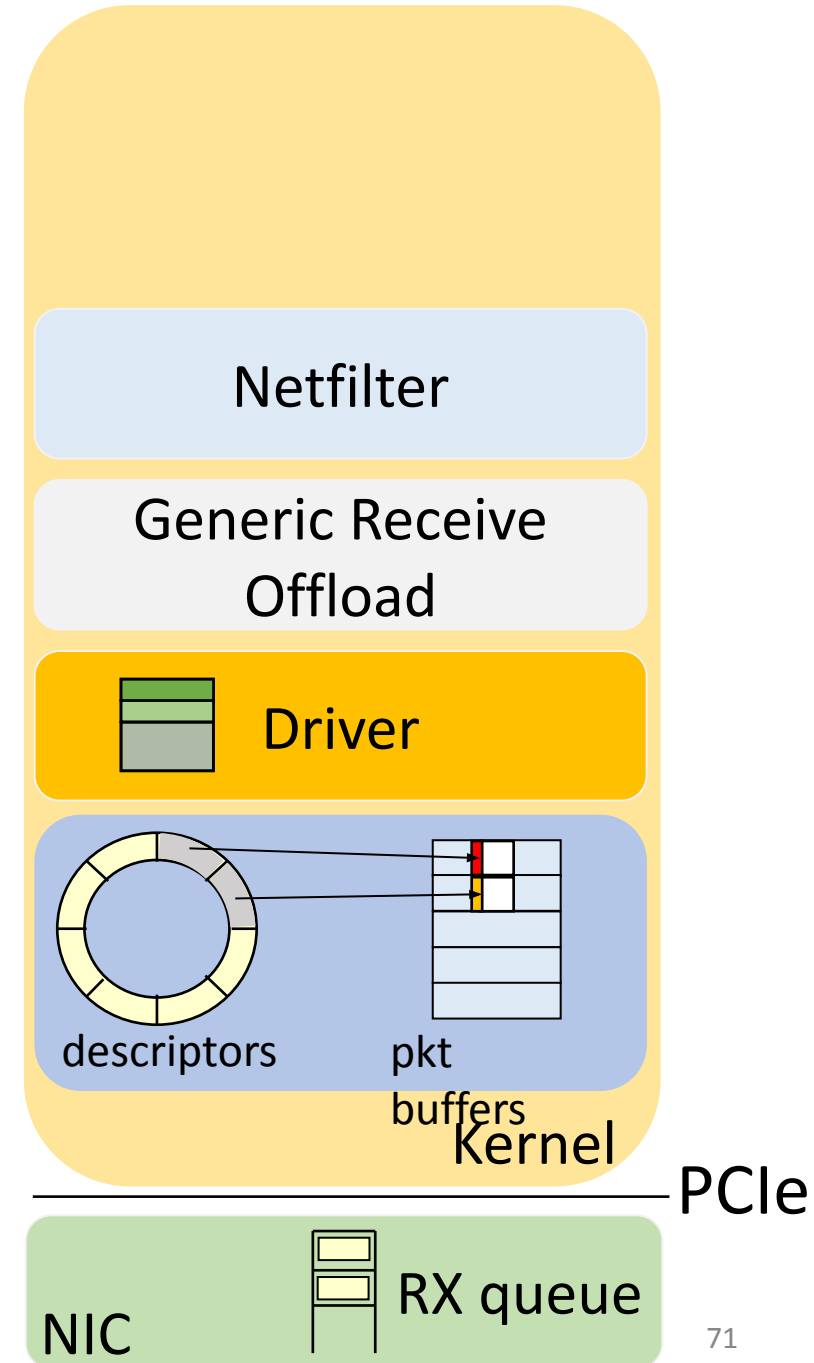 Netfilter
Generic Receive
Offload
Driver
descriptors
pkt
buffers
Kernel
PCIe
RX queue
NIC
71